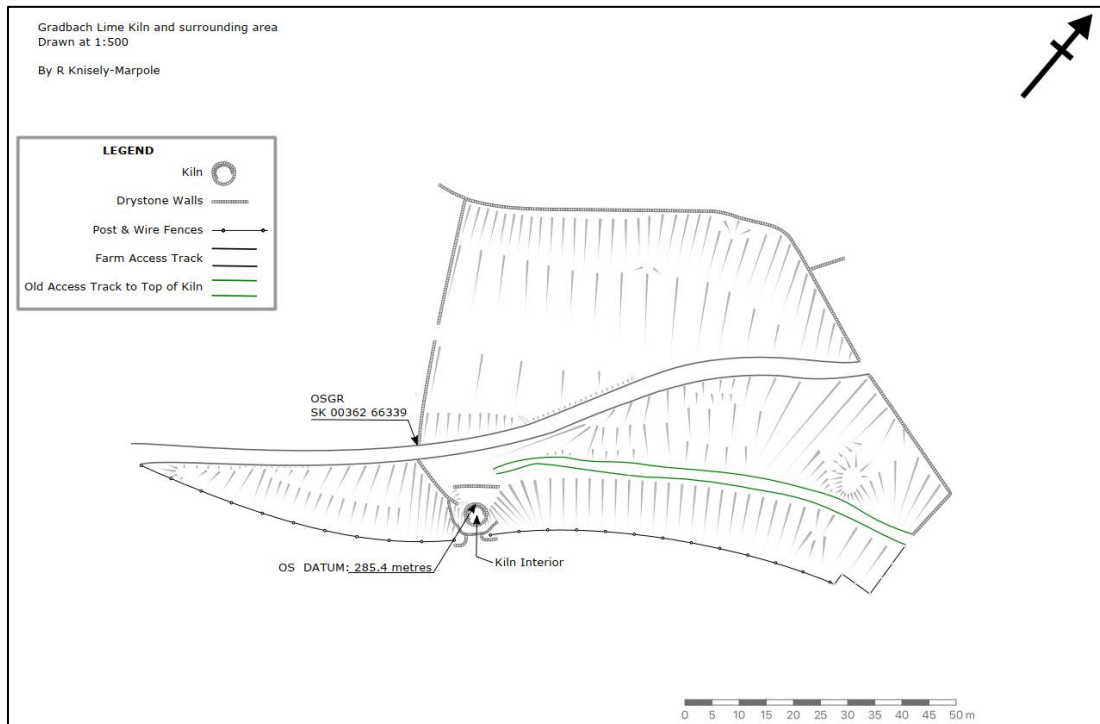 Gradbach Lime Kiln and surrounding area
Drawn at 1:500
By R Knisely-Marpole
LEGEND
Kiln
Drystone Walls
Post & Wire Fences
Farm Access Track
Old Access Track to Top of Kiln
OSGR
SK 00362 66339
OS DATUM: 285.4 metres
Kiln Interior
0 5 10 15 20 25 30 35 40 45 50 m